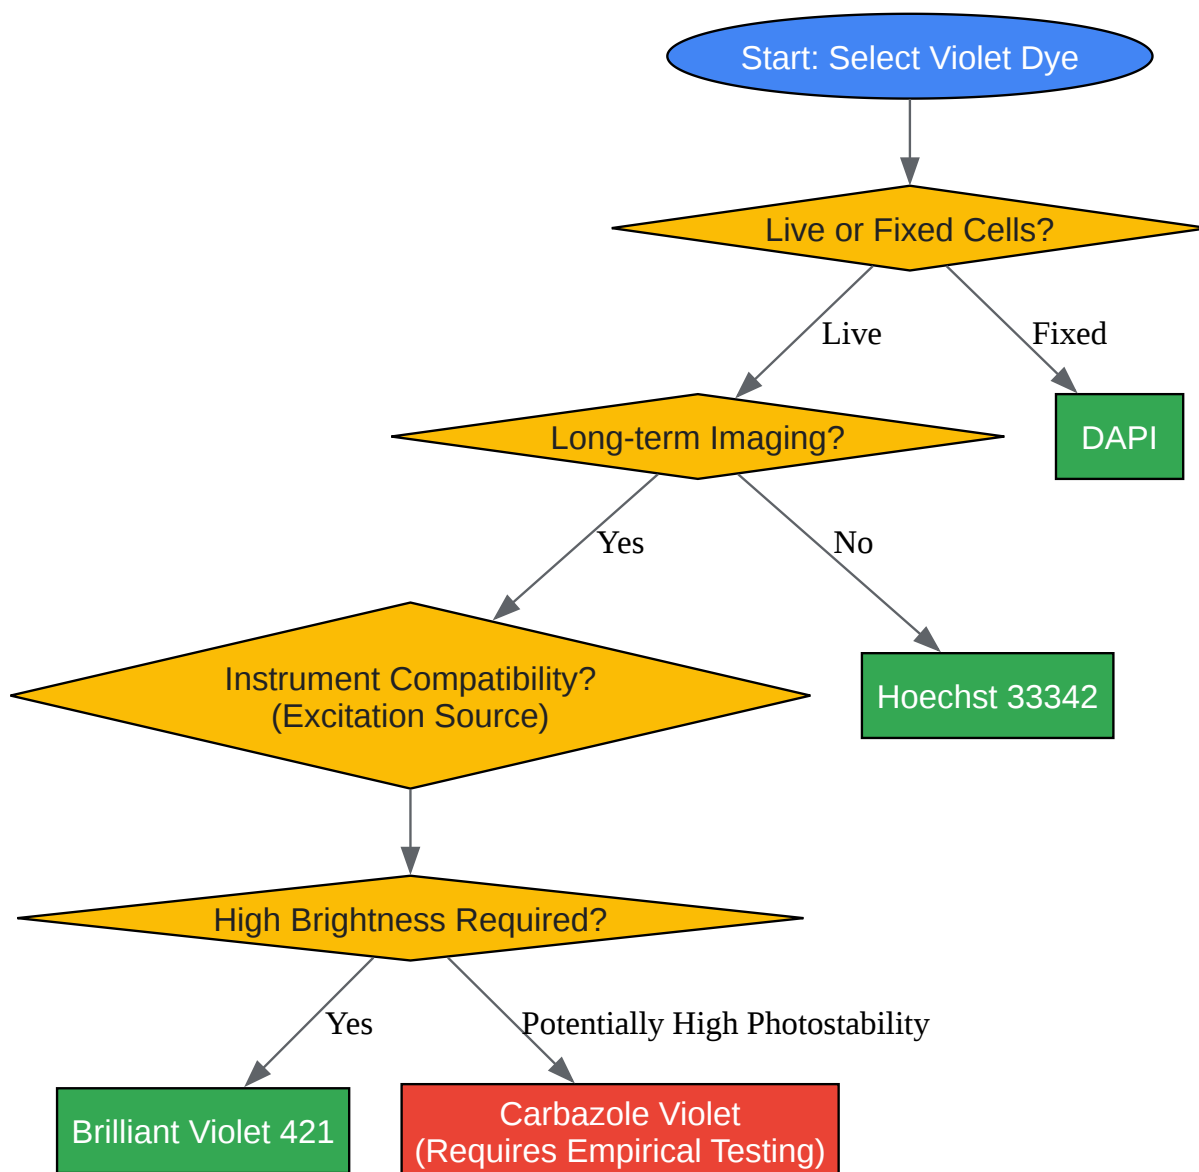 Start: Select Violet Dye
Live or Fixed Cells?
Live
Fixed
Long-term Imaging?
DAPI
Yes
No
Instrument Compatibility?
(Excitation Source)
Hoechst 33342
High Brightness Required?
Yes
Potentially High Photostability
Brilliant Violet 421
Carbazole Violet
(Requires Empirical Testing)